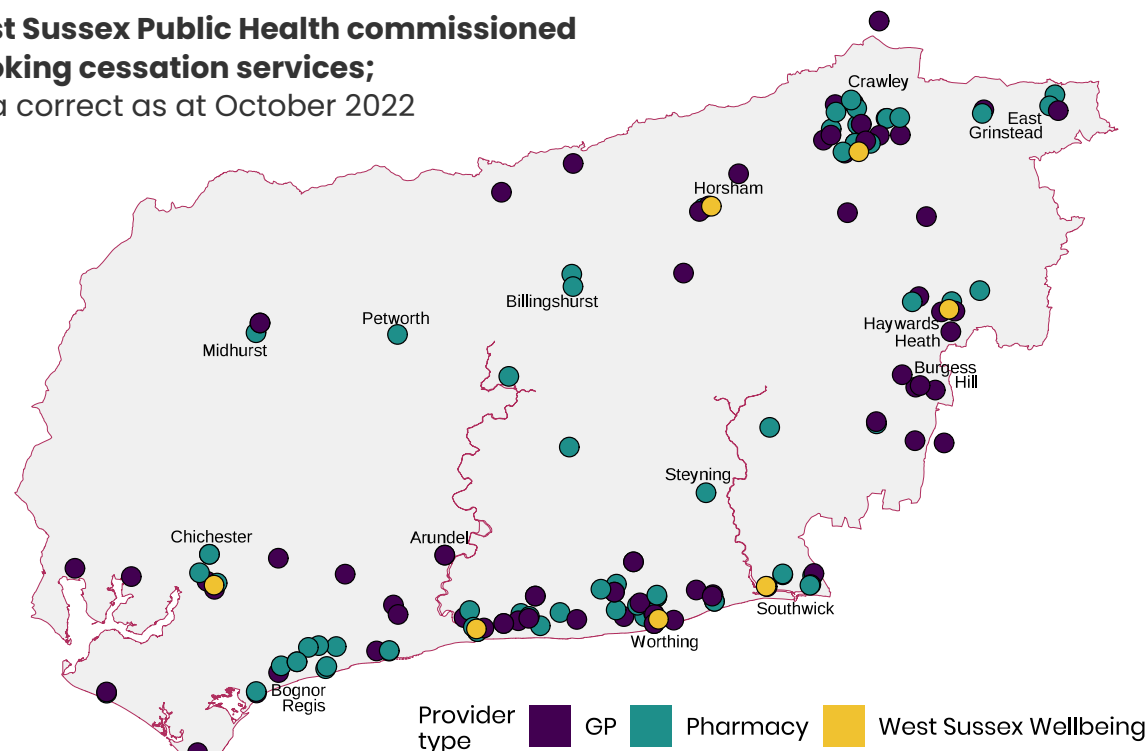 st Sussex Public Health commissioned
oking cessation services;
a correct as at October 2022
Crawley
East
Grinstead
Horsham
Billingshurst
Petworth
Midhurst
Haywards
Heath
Burgess
Hill
Steyning
Chichester
Arundel
Southwick
Worthing
Bognor
Regis
Provider
type
GP
Pharmacy
West Sussex Wellbeing